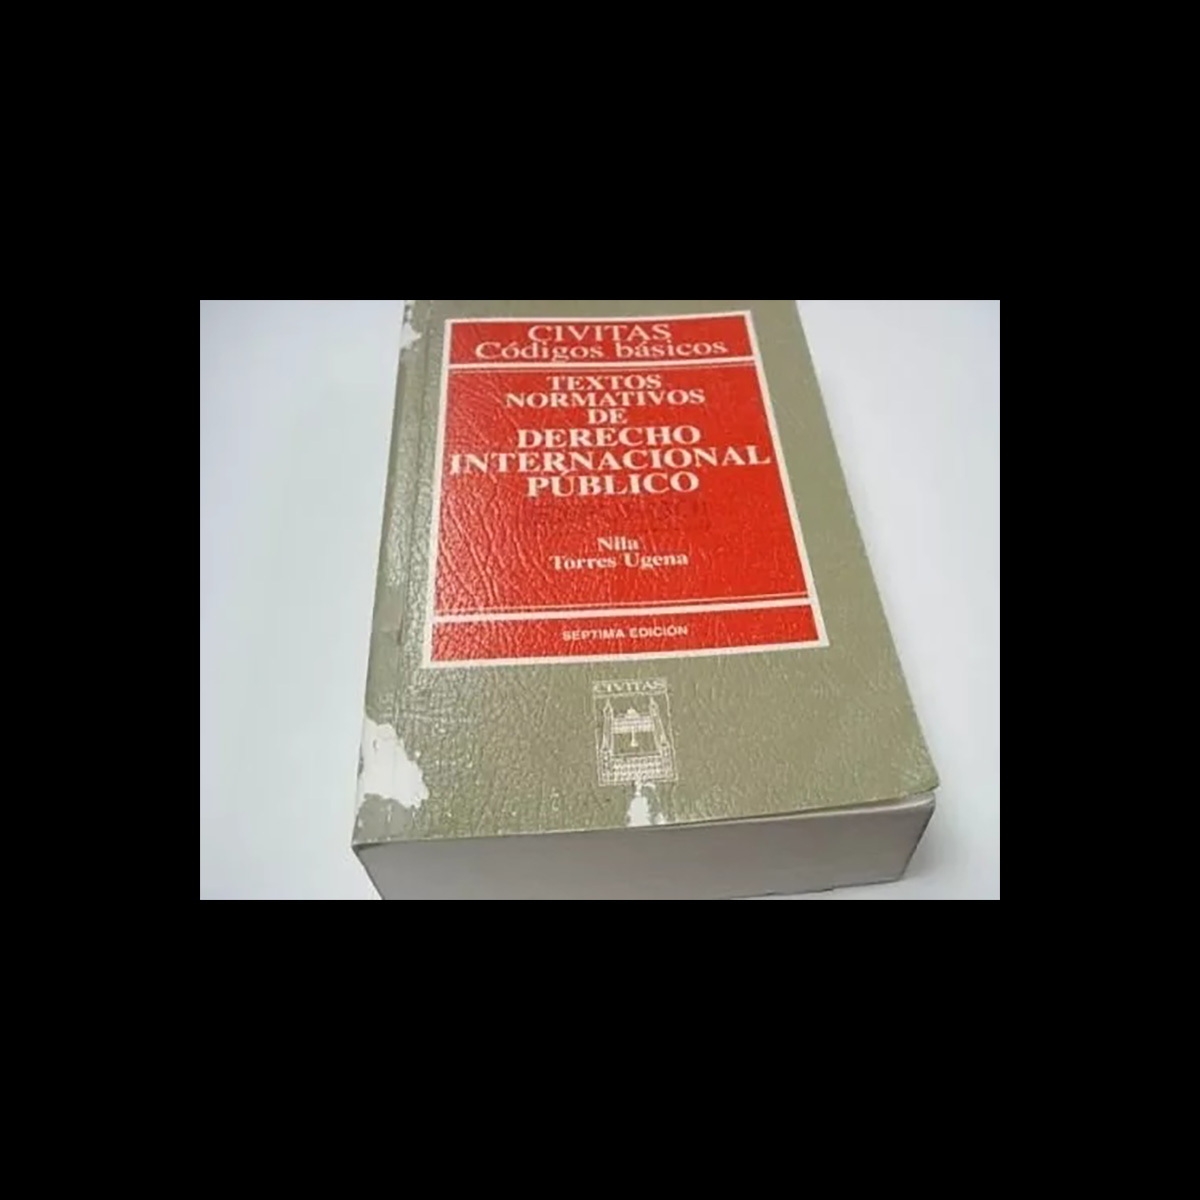 CIVITAS
Códigos básicos
TEXTOS
NORMATIVOS
DE
DERECHO
INTERNACIONAL
PÚBLICO
Nila
Torres Ugena
SEPTIMA EDICIÓN
CIVITAS